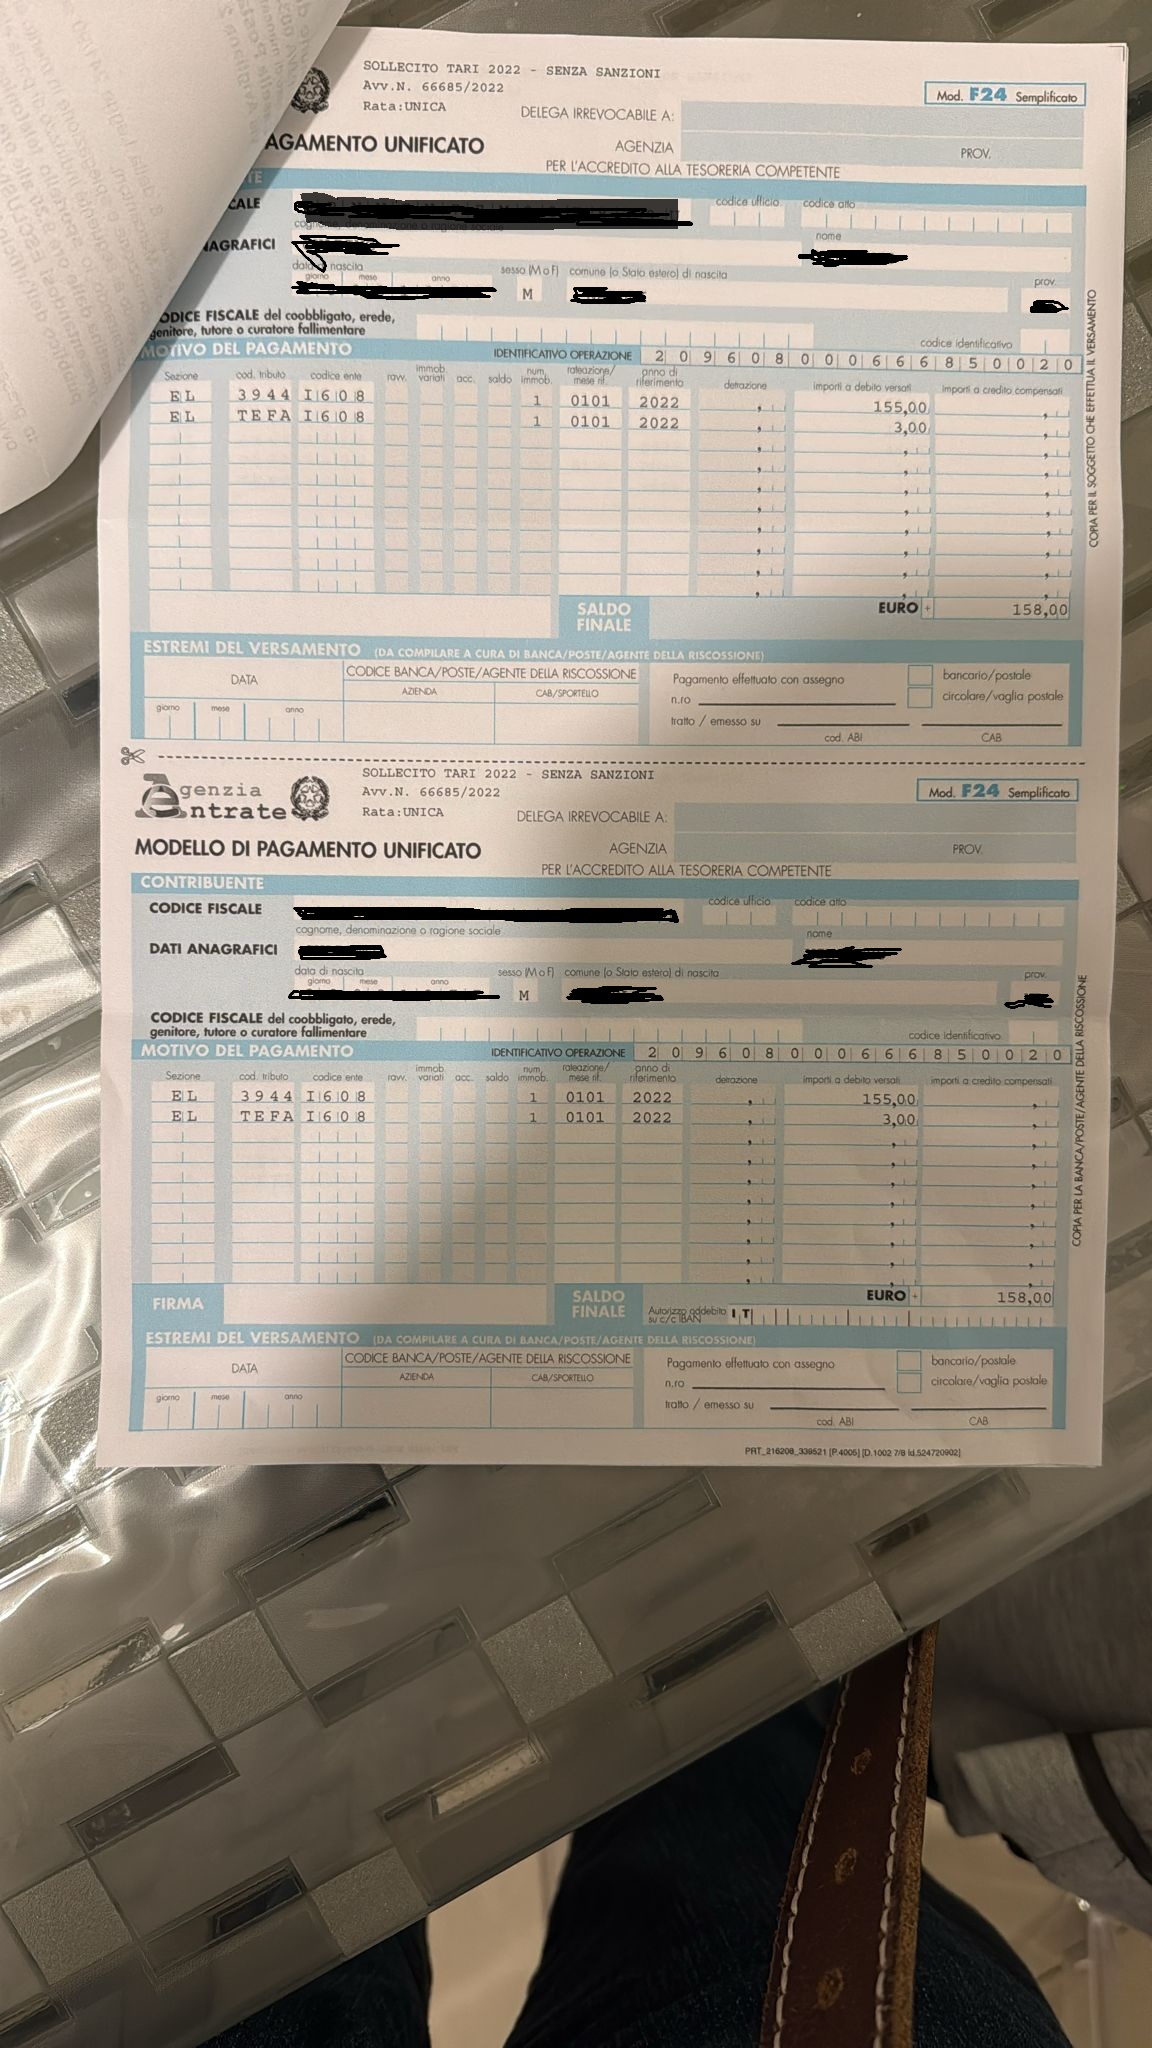 SOLLECITO TARI 2022 - SENZA SANZIONI
Avv.N. 66685/2022
Rata:UNICA
Mod. F24 Semplificato
DELEGA IRREVOCABILE A:
AGENZIA
PROV.
AGAMENTO UNIFICATO
PER L'ACCREDITO ALLA TESORERIA COMPETENTE
TE
CALE
codice ufficio
codice atto
cognome, denominazione o ragione sociale
NAGRAFICI
nome
data di nascita
sesso (M o F) comune (o Stato estero) di nascita
prov.
giorno mese anno
M
ODICE FISCALE del coobbligato, erede,
genitore, tutore o curatore fallimentare
codice identificativo
MOTIVO DEL PAGAMENTO
IDENTIFICATIVO OPERAZIONE 2 0 9 6 0 8 0 0 0 6 6 6 8 5 0 0 2 0
Sezione cod. tributo codice ente ravv. immob. variati acc. saldo num. immob. rateazione/ mese rif. anno di riferimento detrazione importi a debito versati importi a credito compensati
EL 3944 I608 1 0101 2022 155,00
EL TEFA I608 1 0101 2022 3,00
SALDO FINALE
EURO + 158,00
ESTREMI DEL VERSAMENTO (DA COMPILARE A CURA DI BANCA/POSTE/AGENTE DELLA RISCOSSIONE)
DATA
CODICE BANCA/POSTE/AGENTE DELLA RISCOSSIONE
AZIENDA
CAB/SPORTELLO
giorno mese anno
Pagamento effettuato con assegno
bancario/postale
n.ro
circolare/vaglia postale
tratto / emesso su
cod. ABI
CAB
COPIA PER IL SOGGETTO CHE EFFETTUA IL VERSAMENTO
genzia
ntrate
SOLLECITO TARI 2022 - SENZA SANZIONI
Avv.N. 66685/2022
Rata:UNICA
Mod. F24 Semplificato
DELEGA IRREVOCABILE A:
AGENZIA
PROV.
MODELLO DI PAGAMENTO UNIFICATO
PER L'ACCREDITO ALLA TESORERIA COMPETENTE
CONTRIBUENTE
CODICE FISCALE
codice ufficio
codice atto
cognome, denominazione o ragione sociale
nome
DATI ANAGRAFICI
data di nascita
sesso (M o F) comune (o Stato estero) di nascita
prov.
giorno mese anno
M
CODICE FISCALE del coobbligato, erede,
genitore, tutore o curatore fallimentare
codice identificativo
MOTIVO DEL PAGAMENTO
IDENTIFICATIVO OPERAZIONE 2 0 9 6 0 8 0 0 0 6 6 6 8 5 0 0 2 0
Sezione cod. tributo codice ente ravv. immob. variati acc. saldo num. immob. rateazione/ mese rif. anno di riferimento detrazione importi a debito versati importi a credito compensati
EL 3944 I608 1 0101 2022 155,00
EL TEFA I608 1 0101 2022 3,00
FIRMA
SALDO FINALE
EURO + 158,00
Autorizzo addebito su c/c IBAN IT
ESTREMI DEL VERSAMENTO (DA COMPILARE A CURA DI BANCA/POSTE/AGENTE DELLA RISCOSSIONE)
DATA
CODICE BANCA/POSTE/AGENTE DELLA RISCOSSIONE
AZIENDA
CAB/SPORTELLO
giorno mese anno
Pagamento effettuato con assegno
bancario/postale
n.ro
circolare/vaglia postale
tratto / emesso su
cod. ABI
CAB
COPIA PER LA BANCA/POSTE/AGENTE DELLA RISCOSSIONE
PRT_216208_338521 [P.4005] [D.1002 7/8 Id.524720902]